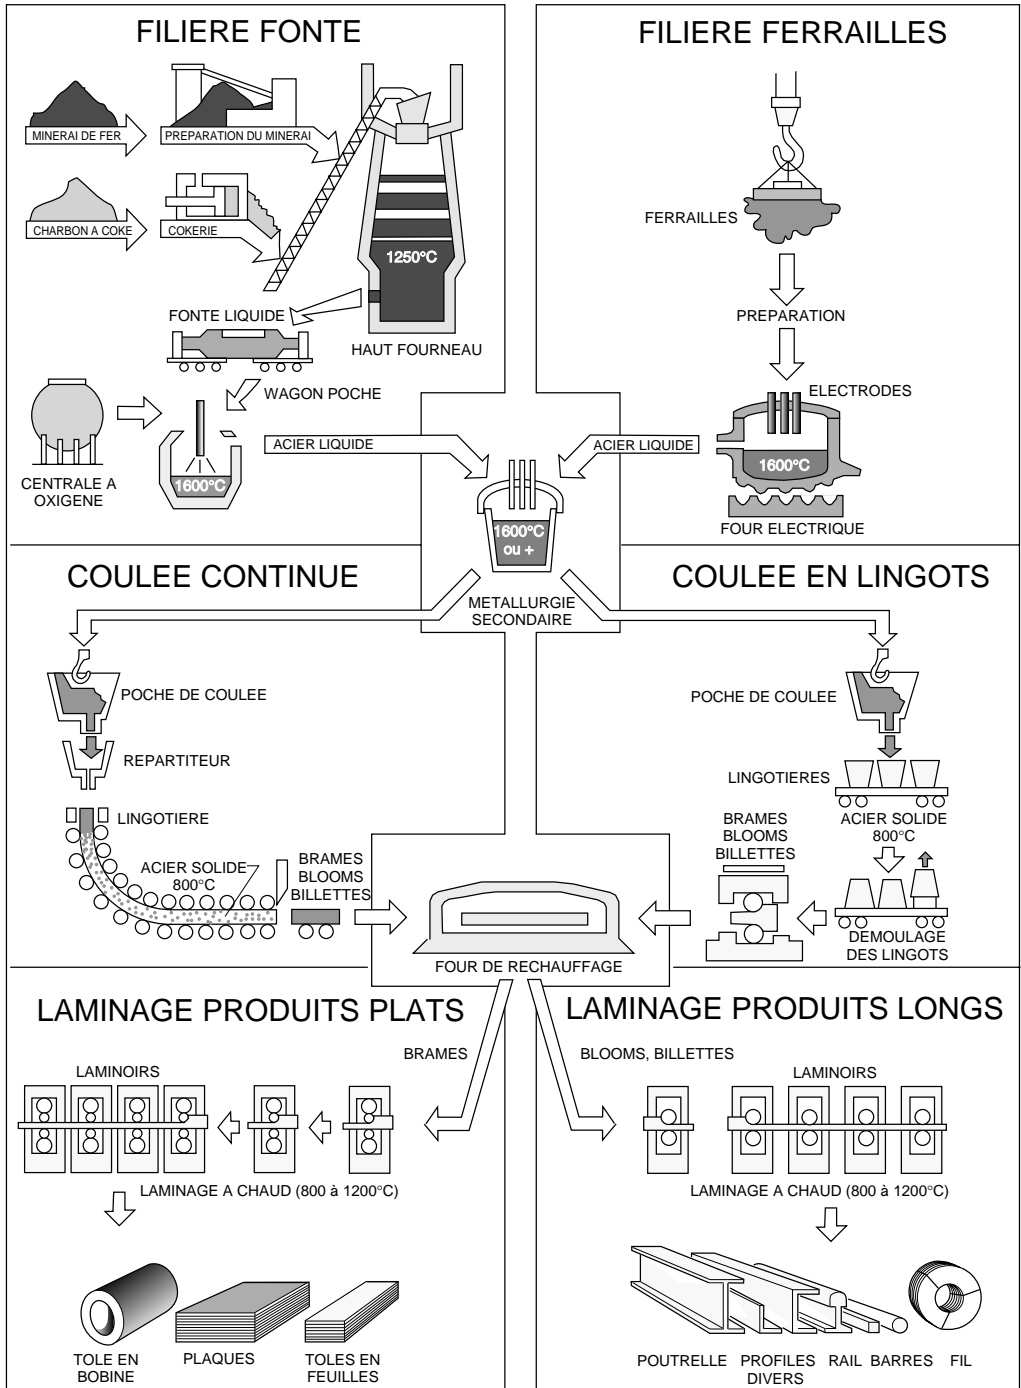 FILIERE FONTE
MINERAI DE FER
PREPARATION DU MINERAI
CHARBON A COKE
COKERIE
1250°C
FONTE LIQUIDE
HAUT FOURNEAU
WAGON POCHE
CENTRALE A
OXIGENE
1600°C
ACIER LIQUIDE
FILIERE FERRAILLES
FERRAILLES
PREPARATION
ELECTRODES
ACIER LIQUIDE
1600°C
FOUR ELECTRIQUE
1600°C
ou +
METALLURGIE
SECONDAIRE
COULEE CONTINUE
POCHE DE COULEE
REPARTITEUR
LINGOTIERE
ACIER SOLIDE
800°C
BRAMES
BLOOMS
BILLETTES
COULEE EN LINGOTS
POCHE DE COULEE
LINGOTIERES
ACIER SOLIDE
800°C
BRAMES
BLOOMS
BILLETTES
DEMOULAGE
DES LINGOTS
FOUR DE RECHAUFFAGE
LAMINAGE PRODUITS PLATS
BRAMES
LAMINOIRS
LAMINAGE A CHAUD (800 à 1200°C)
TOLE EN
BOBINE
PLAQUES
TOLES EN
FEUILLES
LAMINAGE PRODUITS LONGS
BLOOMS, BILLETTES
LAMINOIRS
LAMINAGE A CHAUD (800 à 1200°C)
POUTRELLE
PROFILES
DIVERS
RAIL
BARRES
FIL